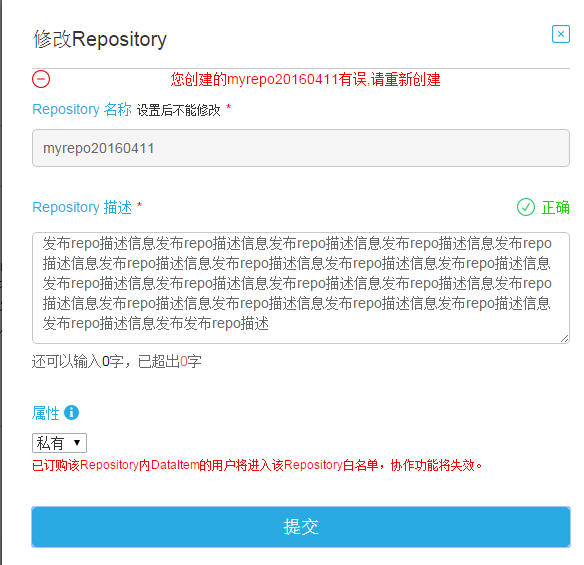 修改Repository
您创建的myrepo20160411有误,请重新创建
Repository 名称 设置后不能修改 *
myrepo20160411
Repository 描述 * 正确
发布repo描述信息发布repo描述信息发布repo描述信息发布repo描述信息发布repo
描述信息发布repo描述信息发布repo描述信息发布repo描述信息发布repo描述信息
发布repo描述信息发布repo描述信息发布repo描述信息发布repo描述信息发布repo
描述信息发布repo描述信息发布repo描述信息发布repo描述信息发布repo描述信息
发布repo描述信息发布发布repo描述
还可以输入0字，已超出0字
属性
私有
已订购该Repository内DataItem的用户将进入该Repository白名单，协作功能将失效。
提交